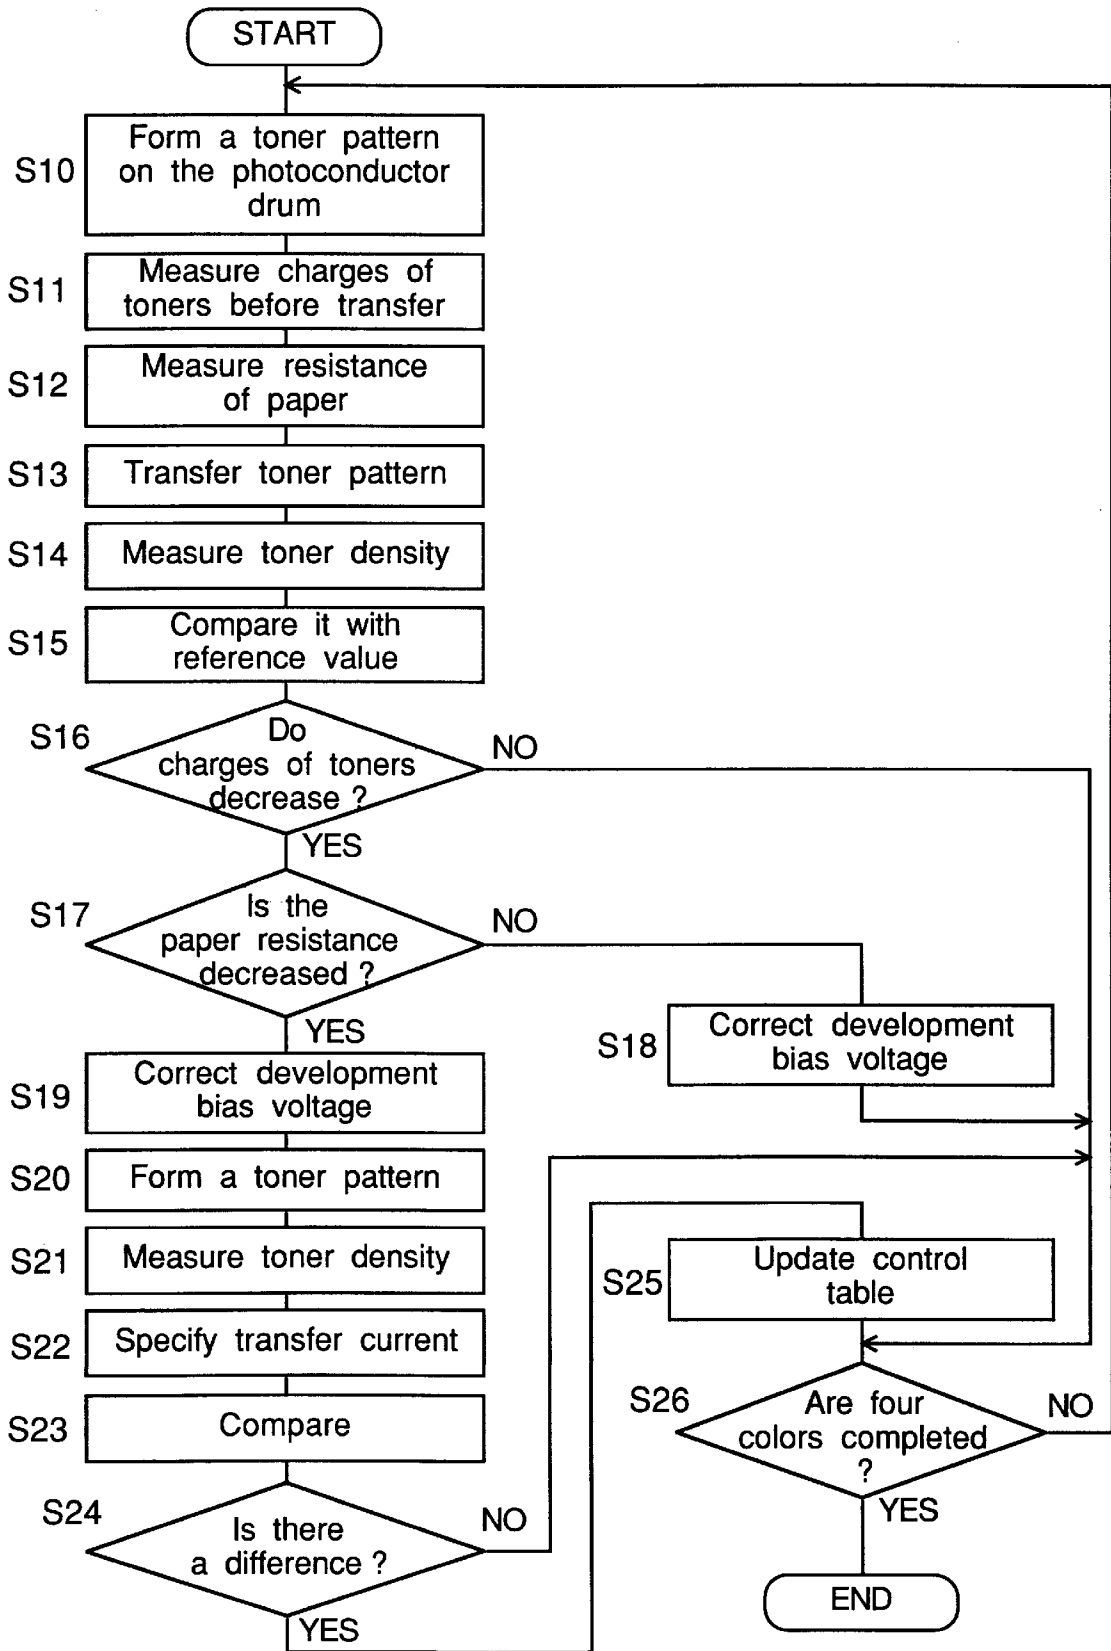 START
S10
Form a toner pattern
on the photoconductor
drum
S11
Measure charges of
toners before transfer
S12
Measure resistance
of paper
S13
Transfer toner pattern
S14
Measure toner density
S15
Compare it with
reference value
S16
Do
charges of toners
decrease ?
NO
YES
S17
Is the
paper resistance
decreased ?
NO
YES
S18
Correct development
bias voltage
S19
Correct development
bias voltage
S20
Form a toner pattern
S21
Measure toner density
S22
Specify transfer current
S23
Compare
S24
Is there
a difference ?
NO
YES
S25
Update control
table
S26
Are four
colors completed
?
NO
YES
END